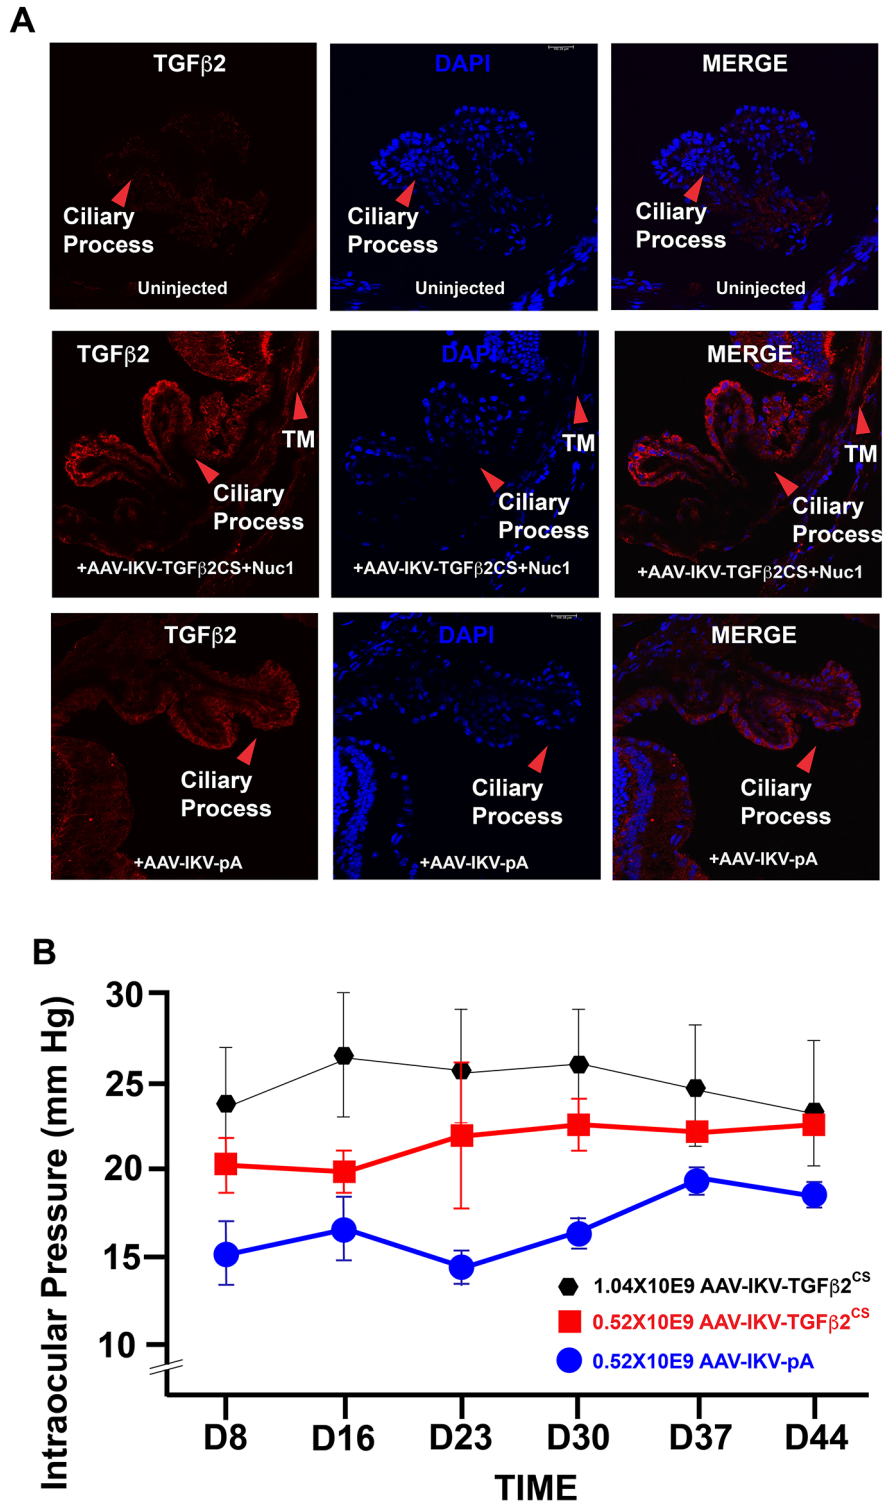 A
TGFβ2 DAPI MERGE
Ciliary Process Ciliary Process Ciliary Process
Uninjected Uninjected Uninjected
TGFβ2 DAPI MERGE
TM TM TM
Ciliary Process Ciliary Process Ciliary Process
+AAV-IKV-TGFβ2CS+Nuc1 +AAV-IKV-TGFβ2CS+Nuc1 +AAV-IKV-TGFβ2CS+Nuc1
TGFβ2 DAPI MERGE
Ciliary Process Ciliary Process Ciliary Process
+AAV-IKV-pA +AAV-IKV-pA +AAV-IKV-pA
B
Intraocular Pressure (mm Hg)
30
25
20
15
10
1.04X10E9 AAV-IKV-TGFβ2CS
0.52X10E9 AAV-IKV-TGFβ2CS
0.52X10E9 AAV-IKV-pA
D8 D16 D23 D30 D37 D44
TIME